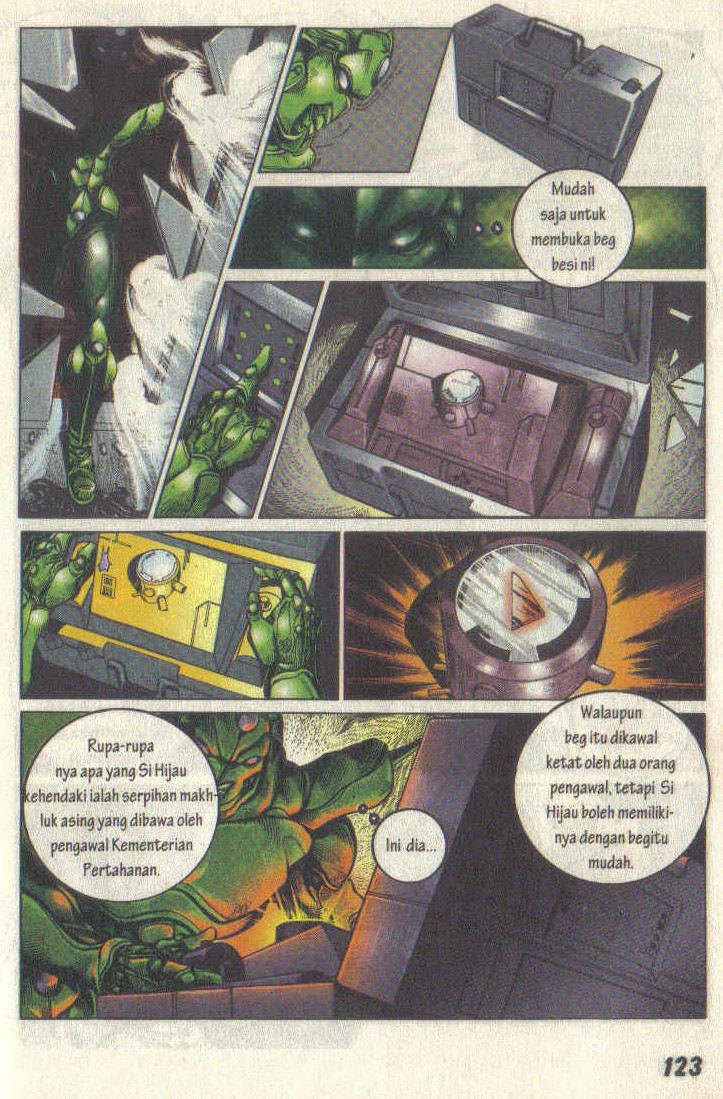 Mudah
saja untuk
membuka beg
besi ni!
Rupa-rupa
nya apa yang Si Hijau
kehendaki ialah serpihan makh-
luk asing yang dibawa oleh
pengawal Kementerian
Pertahanan.
Ini dia...
Walaupun
beg itu dikawal
ketat oleh dua orang
pengawal, tetapi Si
Hijau boleh memiliki-
nya dengan begitu
mudah.
123